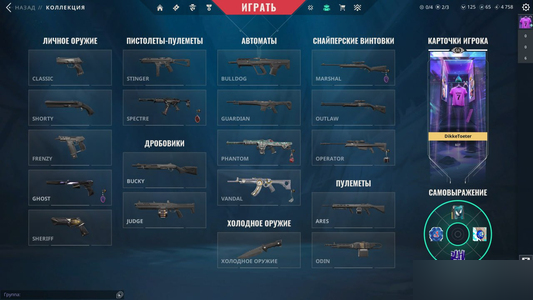 НАЗАД // КОЛЛЕКЦИЯ
ИГРАТЬ
0/4 2/3 125 65 4 758
ЛИЧНОЕ ОРУЖИЕ
CLASSIC
SHORTY
FRENZY
GHOST
SHERIFF
ПИСТОЛЕТЫ-ПУЛЕМЕТЫ
STINGER
SPECTRE
ДРОБОВИКИ
BUCKY
JUDGE
АВТОМАТЫ
BULLDOG
GUARDIAN
PHANTOM
VANDAL
ХОЛОДНОЕ ОРУЖИЕ
ХОЛОДНОЕ ОРУЖИЕ
СНАЙПЕРСКИЕ ВИНТОВКИ
MARSHAL
OUTLAW
OPERATOR
ПУЛЕМЕТЫ
ARES
ODIN
КАРТОЧКИ ИГРОКА
7
DikkeToeter
САМОВЫРАЖЕНИЕ
Группа: